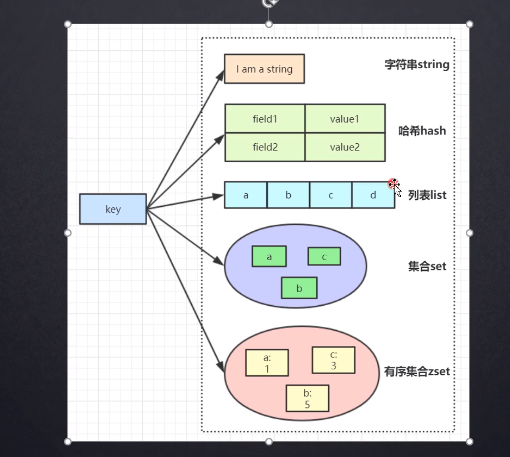 I am a string
字符串string
field1
value1
哈希hash
field2
value2
key
a
b
c
d
列表list
a
c
集合set
b
a:
1
c:
3
有序集合zset
b:
5